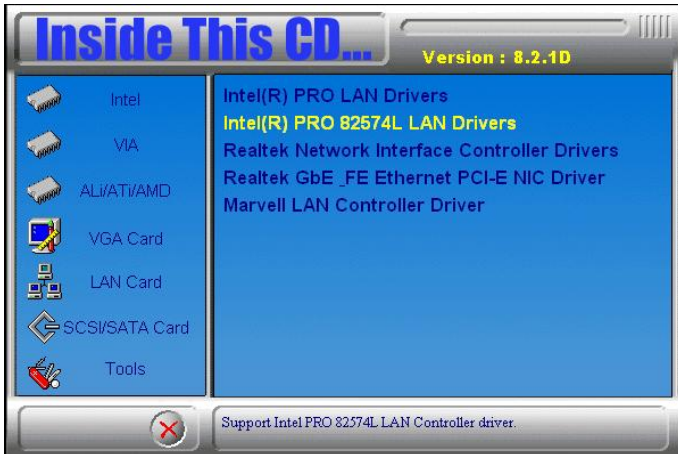 Inside This CD...
Version : 8.2.1D
Intel
VIA
ALi/ATi/AMD
VGA Card
LAN Card
SCSI/SATA Card
Tools
Intel(R) PRO LAN Drivers
Intel(R) PRO 82574L LAN Drivers
Realtek Network Interface Controller Drivers
Realtek GbE _FE Ethernet PCI-E NIC Driver
Marvell LAN Controller Driver
Support Intel PRO 82574L LAN Controller driver.